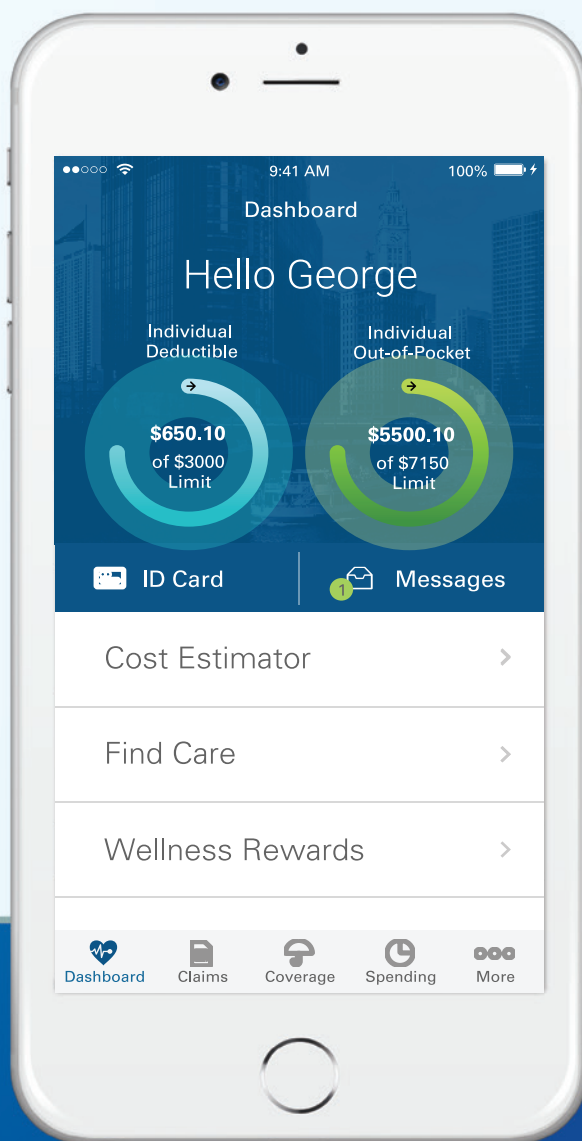 9:41 AM
100%
Dashboard
Hello George
Individual
Deductible
$650.10
of $3000
Limit
Individual
Out-of-Pocket
$5500.10
of $7150
Limit
ID Card
1
Messages
Cost Estimator
Find Care
Wellness Rewards
Dashboard
Claims
Coverage
Spending
More